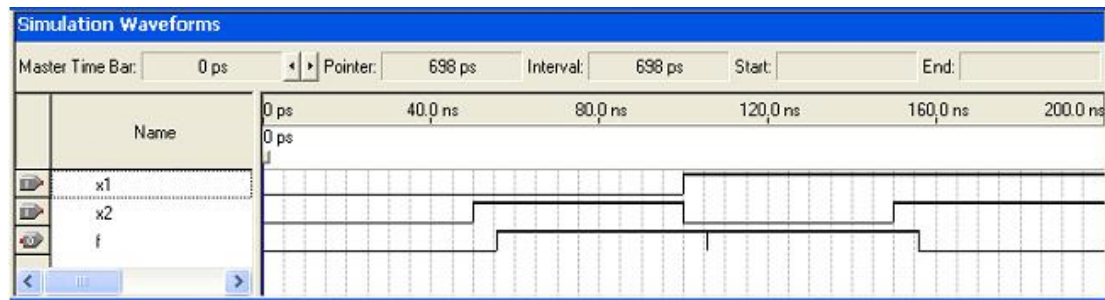 Simulation Waveforms
Master Time Bar: 0 ps Pointer: 698 ps Interval: 698 ps Start: End:
Name
0 ps 40.0 ns 80.0 ns 120.0 ns 160.0 ns 200.0 ns
0 ps
x1
x2
f